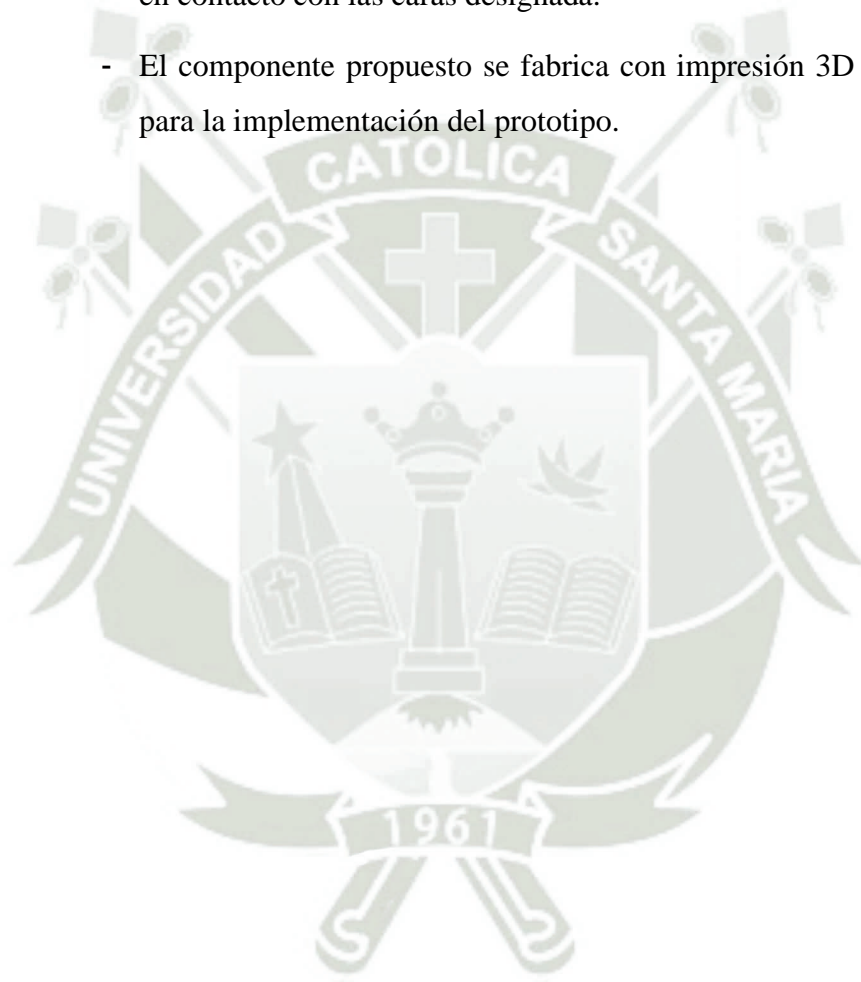 en contacto con las caras designada.
- El componente propuesto se fabrica con impresión 3D
para la implementación del prototipo.
UNIVERSIDAD CATOLICA SANTA MARIA
1961